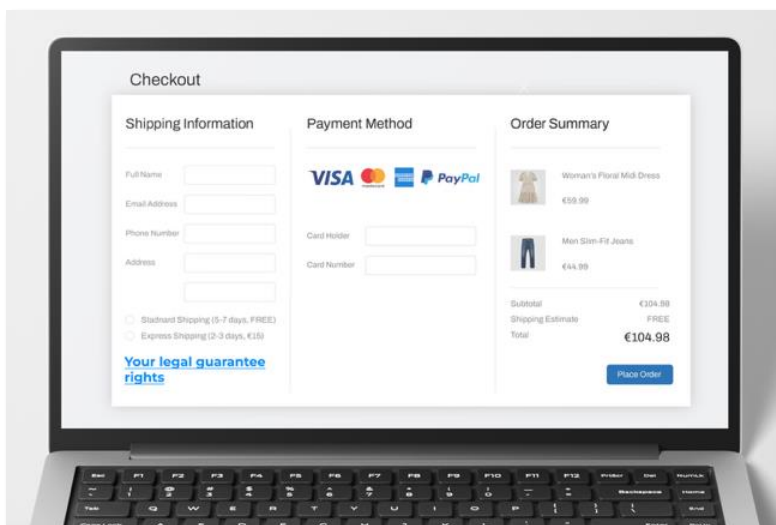 Checkout
Shipping Information
Full Name
Email Address
Phone Number
Address
Stadnard Shipping (5-7 days, FREE)
Express Shipping (2-3 days, €15)
Your legal guarantee
rights
Payment Method
VISA
mastercard
PayPal
Card Holder
Card Number
Order Summary
Woman's Floral Midi Dress
€59.99
Men Slim-Fit Jeans
€44.99
Subtotal €104.98
Shipping Estimate FREE
Total €104.98
Place Order
Esc F1 F2 F3 F4 F5 F6 F7 F8 F9 F10 F11 F12 PrtScr Del NumLk
~ ! @ # $ % ^ & * ( ) Backspace Home
Tab Q W E R T Y U I O P End